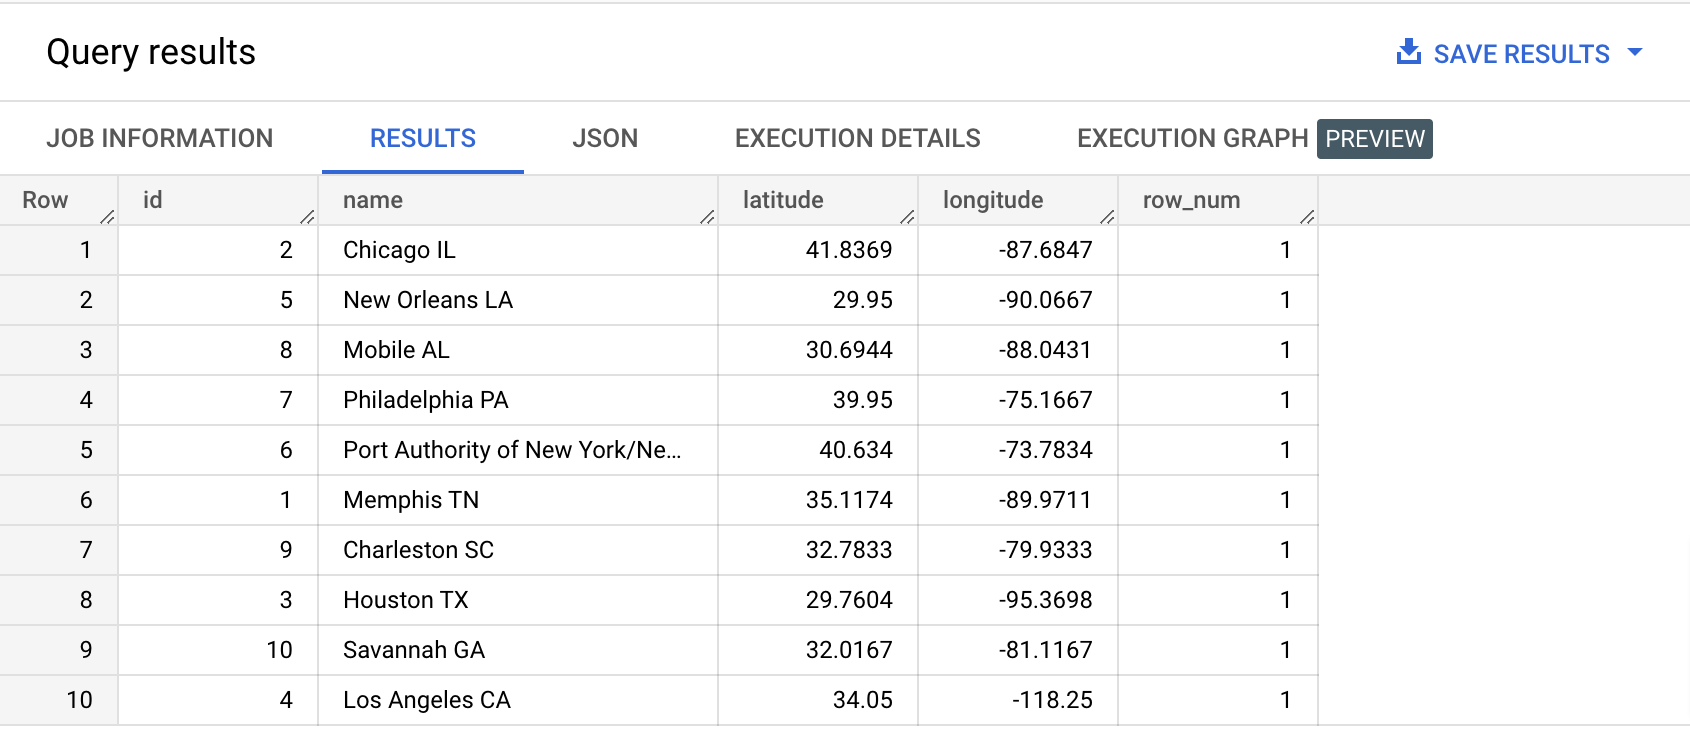 Query results
SAVE RESULTS
JOB INFORMATION RESULTS JSON EXECUTION DETAILS EXECUTION GRAPH PREVIEW
Row id name latitude longitude row_num
1 2 Chicago IL 41.8369 -87.6847 1
2 5 New Orleans LA 29.95 -90.0667 1
3 8 Mobile AL 30.6944 -88.0431 1
4 7 Philadelphia PA 39.95 -75.1667 1
5 6 Port Authority of New York/Ne... 40.634 -73.7834 1
6 1 Memphis TN 35.1174 -89.9711 1
7 9 Charleston SC 32.7833 -79.9333 1
8 3 Houston TX 29.7604 -95.3698 1
9 10 Savannah GA 32.0167 -81.1167 1
10 4 Los Angeles CA 34.05 -118.25 1